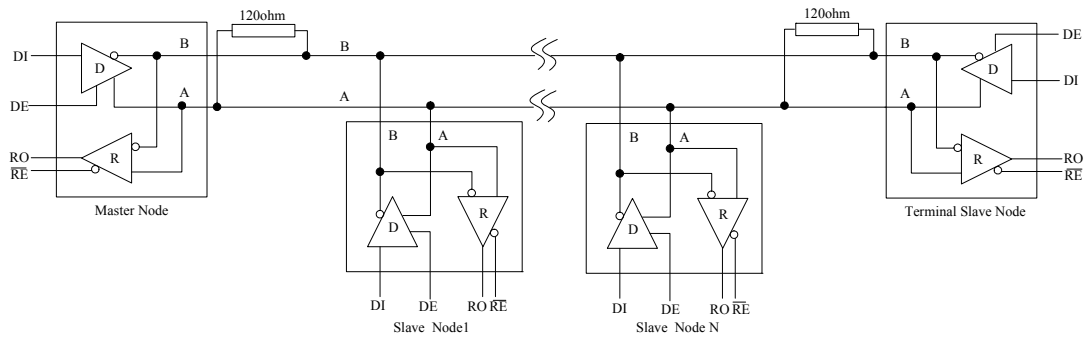 120ohm 120ohm
B B B DE
DI D D DI
DE A A A
B A B A
RO R R RO
RE RE
Master Node Terminal Slave Node
D R D R
DI DE RO RE DI DE RO RE
Slave Node1 Slave Node N